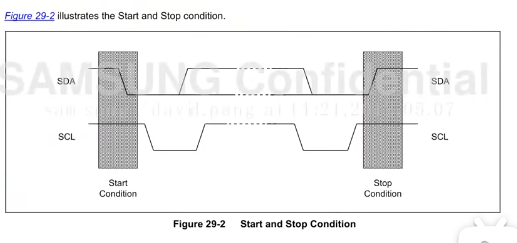 Figure 29-2 illustrates the Start and Stop condition.
SAMSUNG Confidential
SDA
SDA
SCL
SCL
Start
Condition
Stop
Condition
Figure 29-2 Start and Stop Condition